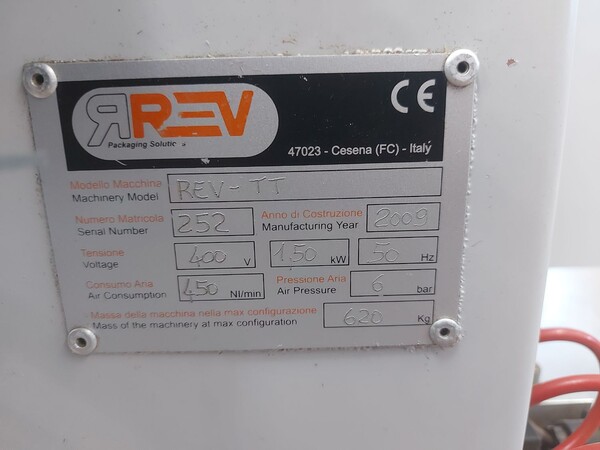 RREV
Packaging Solutions
CE
47023 - Cesena (FC) - Italy
Modello Macchina
Machinery Model
REV-TT
Numero Matricola
Serial Number
252
Anno di Costruzione
Manufacturing Year
2009
Tensione
Voltage
400 V
1.50 kW
50 Hz
Consumo Aria
Air Consumption
450 Nl/min
Pressione Aria
Air Pressure
6 bar
Massa della macchina nella max configurazione
Mass of the machinery at max configuration
620 Kg